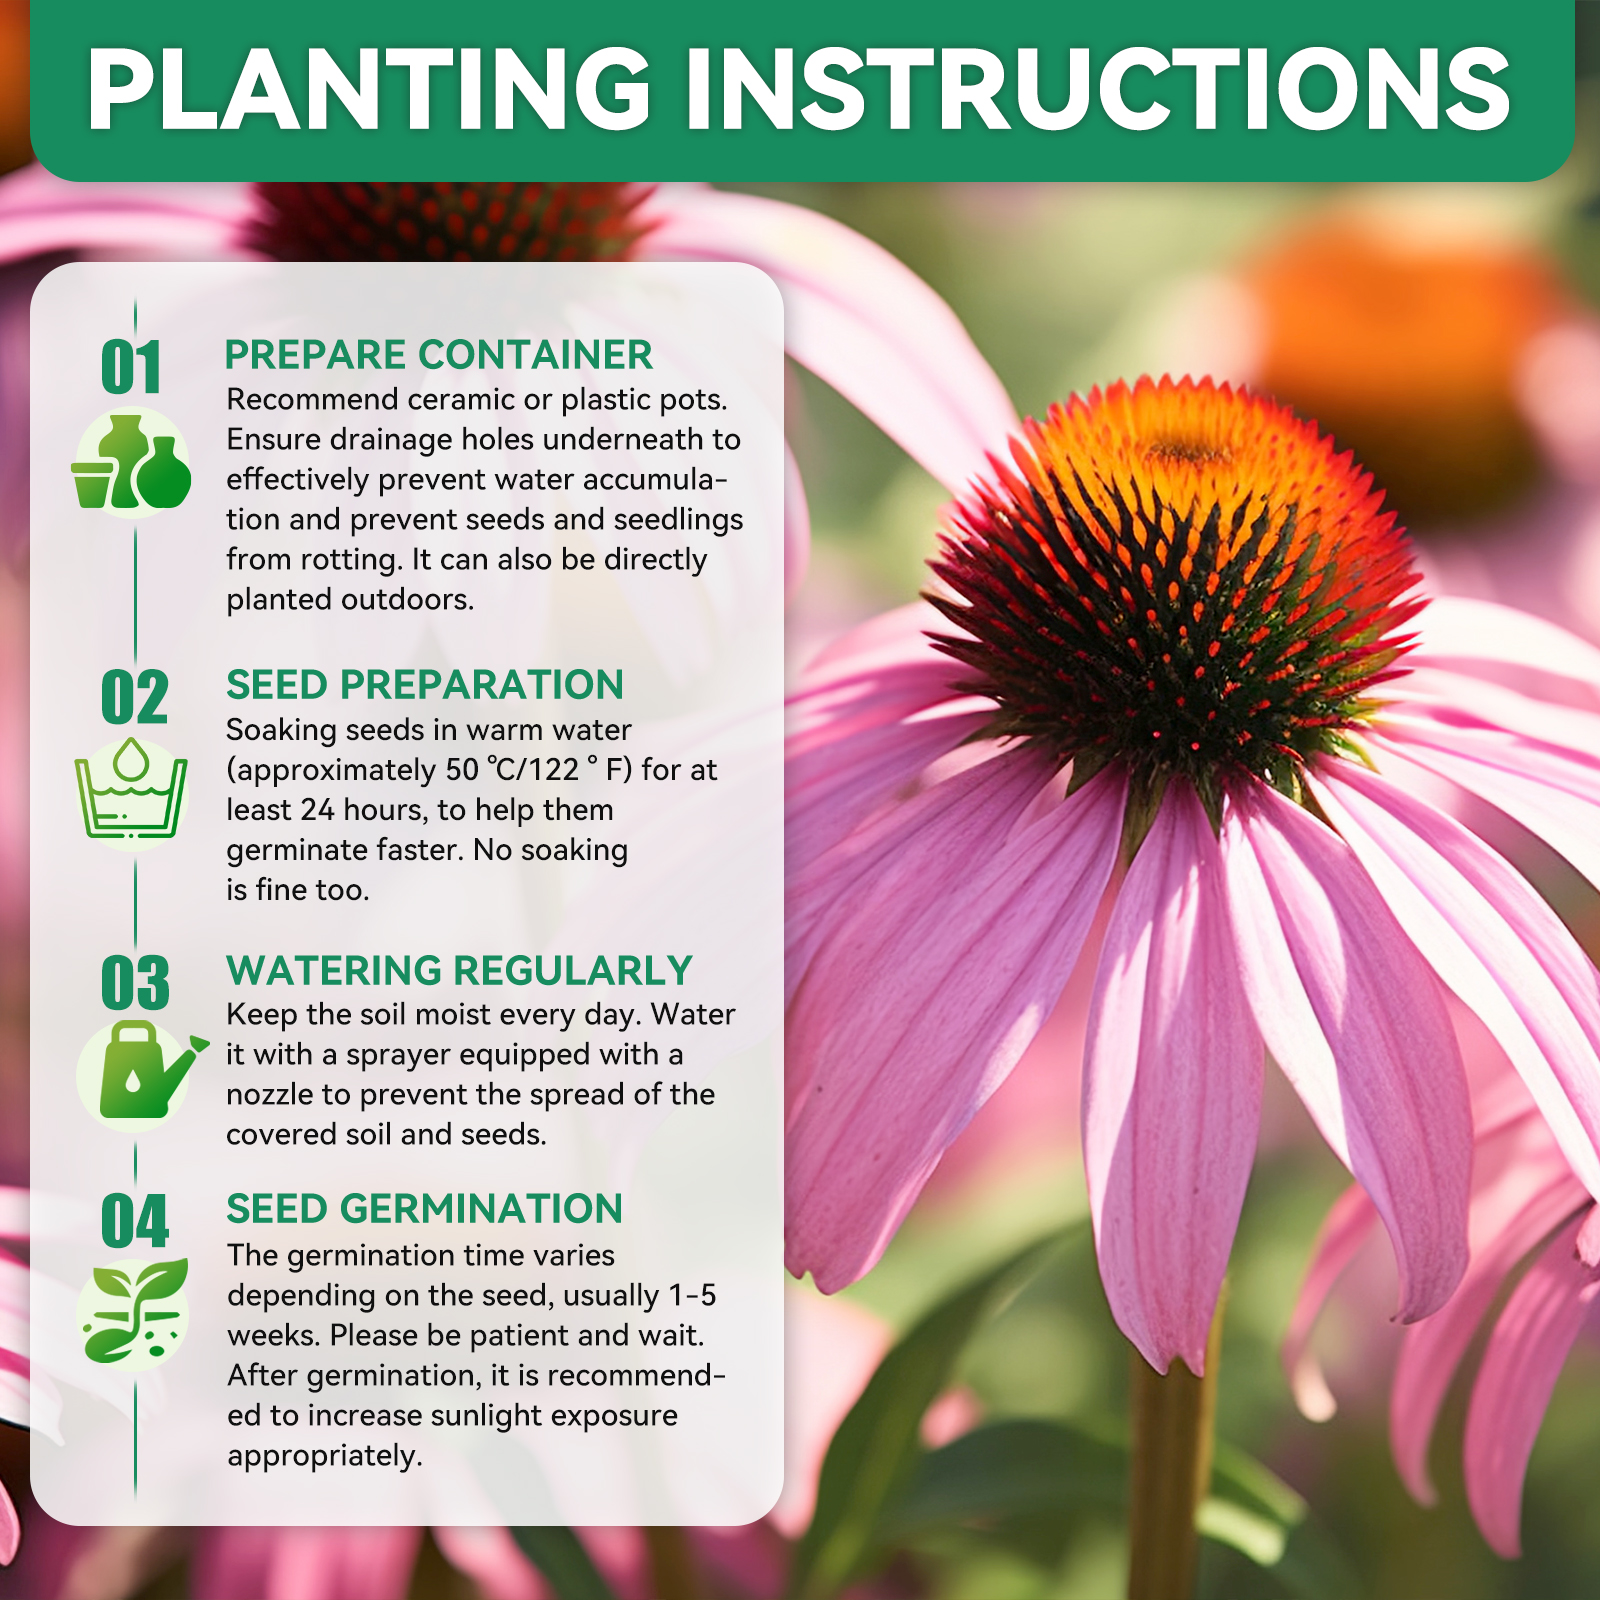 PLANTING INSTRUCTIONS
01
PREPARE CONTAINER
Recommend ceramic or plastic pots.
Ensure drainage holes underneath to
effectively prevent water accumula-
tion and prevent seeds and seedlings
from rotting. It can also be directly
planted outdoors.
02
SEED PREPARATION
Soaking seeds in warm water
(approximately 50 ℃/122 ° F) for at
least 24 hours, to help them
germinate faster. No soaking
is fine too.
03
WATERING REGULARLY
Keep the soil moist every day. Water
it with a sprayer equipped with a
nozzle to prevent the spread of the
covered soil and seeds.
04
SEED GERMINATION
The germination time varies
depending on the seed, usually 1-5
weeks. Please be patient and wait.
After germination, it is recommend-
ed to increase sunlight exposure
appropriately.